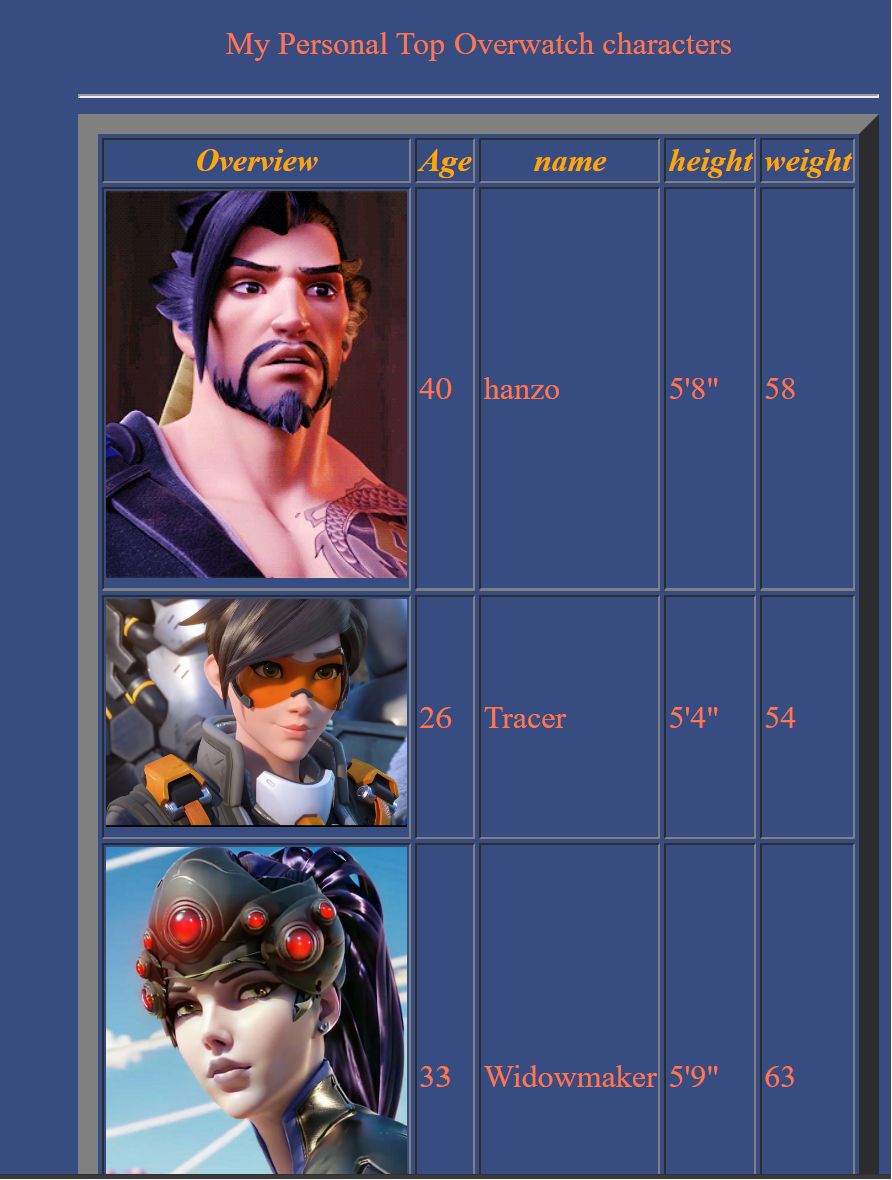 My Personal Top Overwatch characters
Overview Age name height weight
40 hanzo 5'8" 58
26 Tracer 5'4" 54
33 Widowmaker 5'9" 63